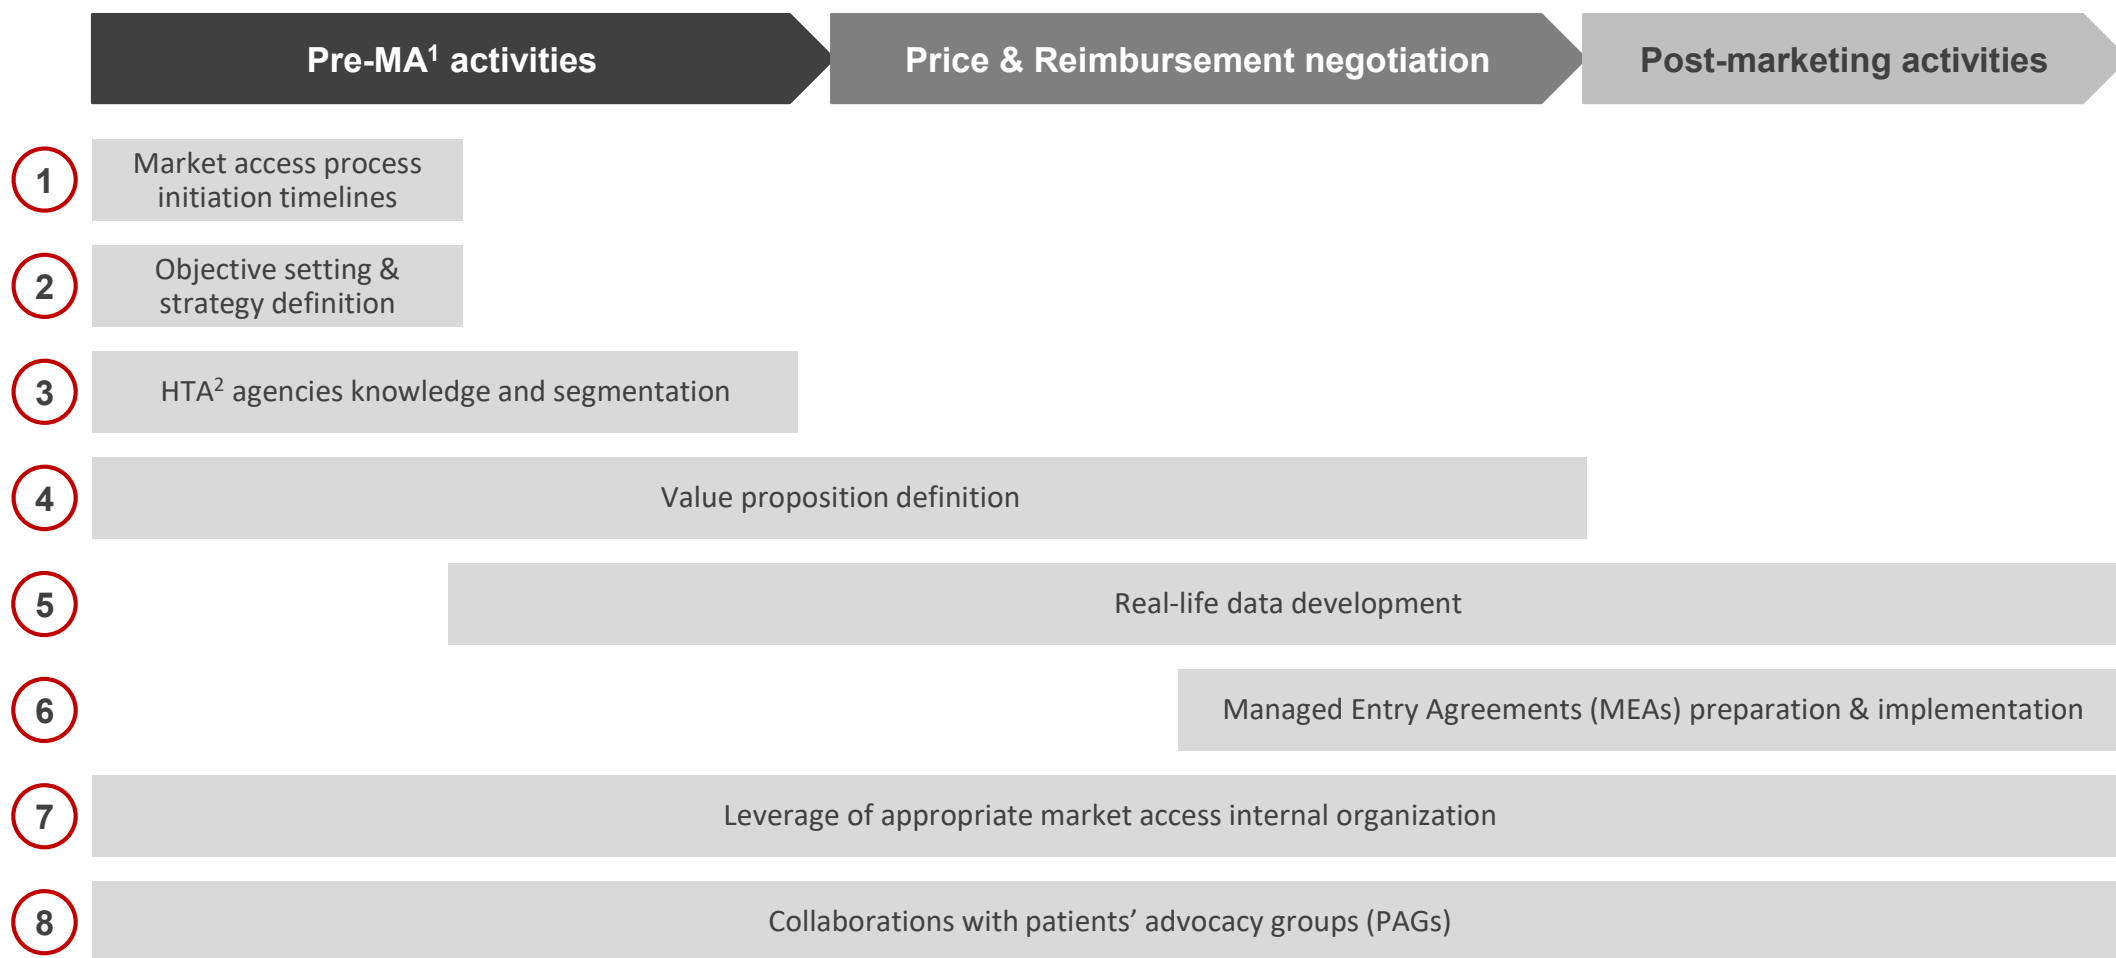 Pre-MA¹ activities
Price & Reimbursement negotiation
Post-marketing activities
1
Market access process
initiation timelines
2
Objective setting &
strategy definition
3
HTA² agencies knowledge and segmentation
4
Value proposition definition
5
Real-life data development
6
Managed Entry Agreements (MEAs) preparation & implementation
7
Leverage of appropriate market access internal organization
8
Collaborations with patients’ advocacy groups (PAGs)